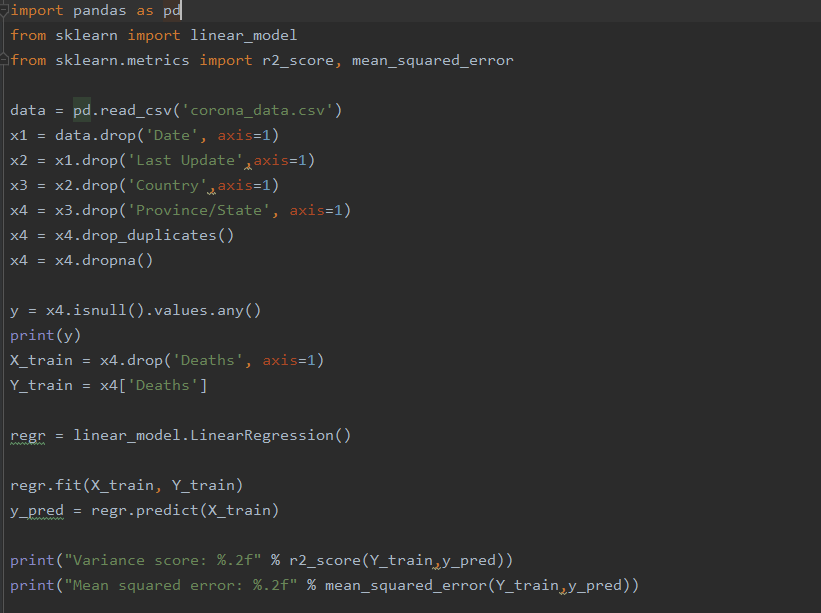 import pandas as pd
from sklearn import linear_model
from sklearn.metrics import r2_score, mean_squared_error
data = pd.read_csv('corona_data.csv')
x1 = data.drop('Date', axis=1)
x2 = x1.drop('Last Update',axis=1)
x3 = x2.drop('Country',axis=1)
x4 = x3.drop('Province/State', axis=1)
x4 = x4.drop_duplicates()
x4 = x4.dropna()
y = x4.isnull().values.any()
print(y)
X_train = x4.drop('Deaths', axis=1)
Y_train = x4['Deaths']
regr = linear_model.LinearRegression()
regr.fit(X_train, Y_train)
y_pred = regr.predict(X_train)
print("Variance score: %.2f" % r2_score(Y_train,y_pred))
print("Mean squared error: %.2f" % mean_squared_error(Y_train,y_pred))